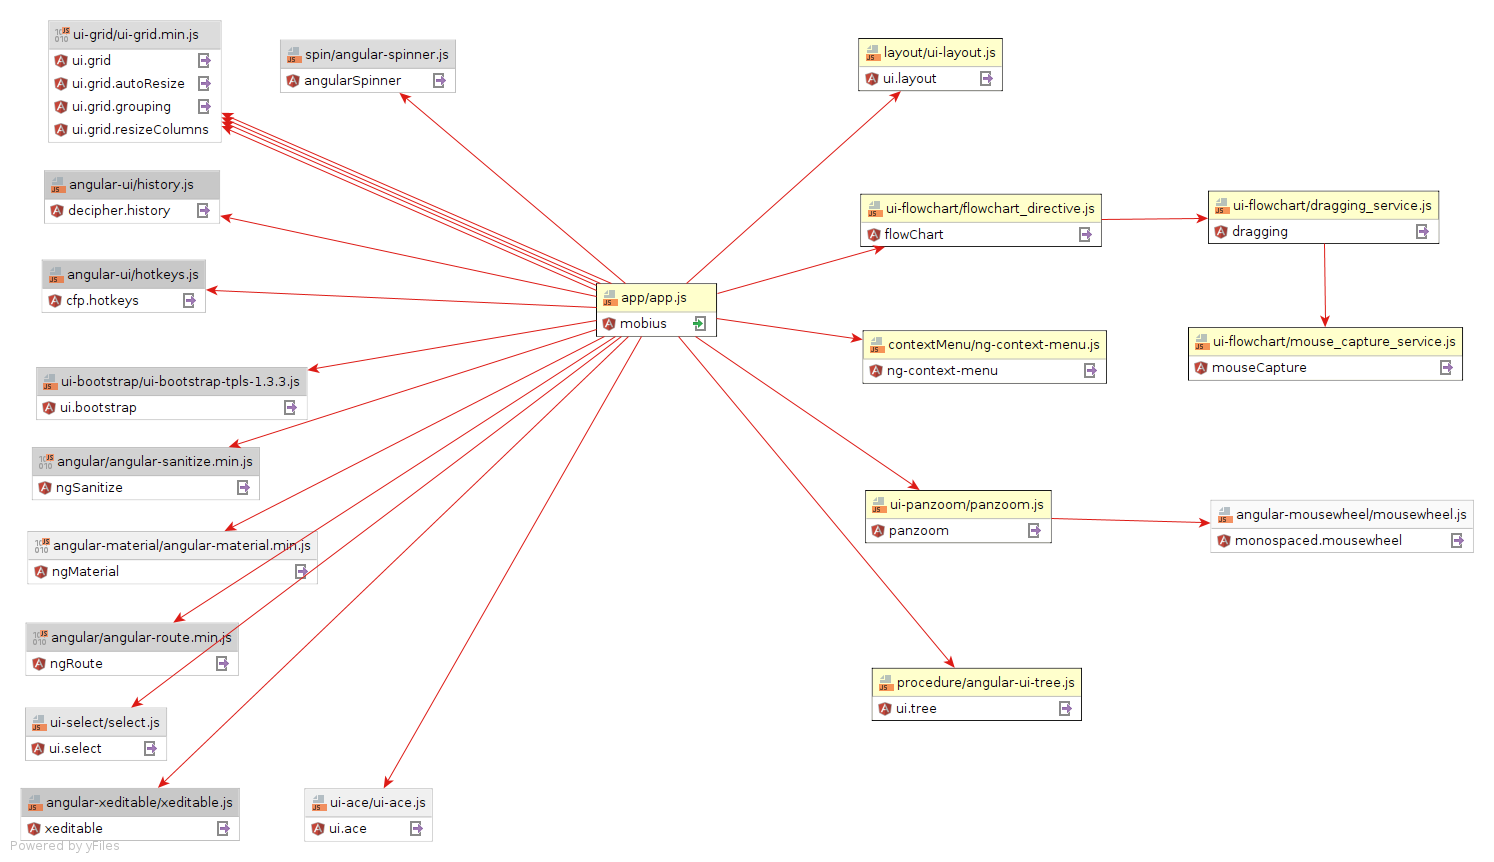 ui-grid/ui-grid.min.js
ui.grid
ui.grid.autoResize
ui.grid.grouping
ui.grid.resizeColumns
spin/angular-spinner.js
angularSpinner
layout/ui-layout.js
ui.layout
angular-ui/history.js
decipher.history
ui-flowchart/flowchart_directive.js
flowChart
ui-flowchart/dragging_service.js
dragging
angular-ui/hotkeys.js
cfp.hotkeys
app/app.js
mobius
contextMenu/ng-context-menu.js
ng-context-menu
ui-flowchart/mouse_capture_service.js
mouseCapture
ui-bootstrap/ui-bootstrap-tpls-1.3.3.js
ui.bootstrap
angular/angular-sanitize.min.js
ngSanitize
ui-panzoom/panzoom.js
panzoom
angular-mousewheel/mousewheel.js
monospaced.mousewheel
angular-material/angular-material.min.js
ngMaterial
angular/angular-route.min.js
ngRoute
procedure/angular-ui-tree.js
ui.tree
ui-select/select.js
ui.select
angular-xeditable/xeditable.js
xeditable
ui-ace/ui-ace.js
ui.ace
Powered by yFiles